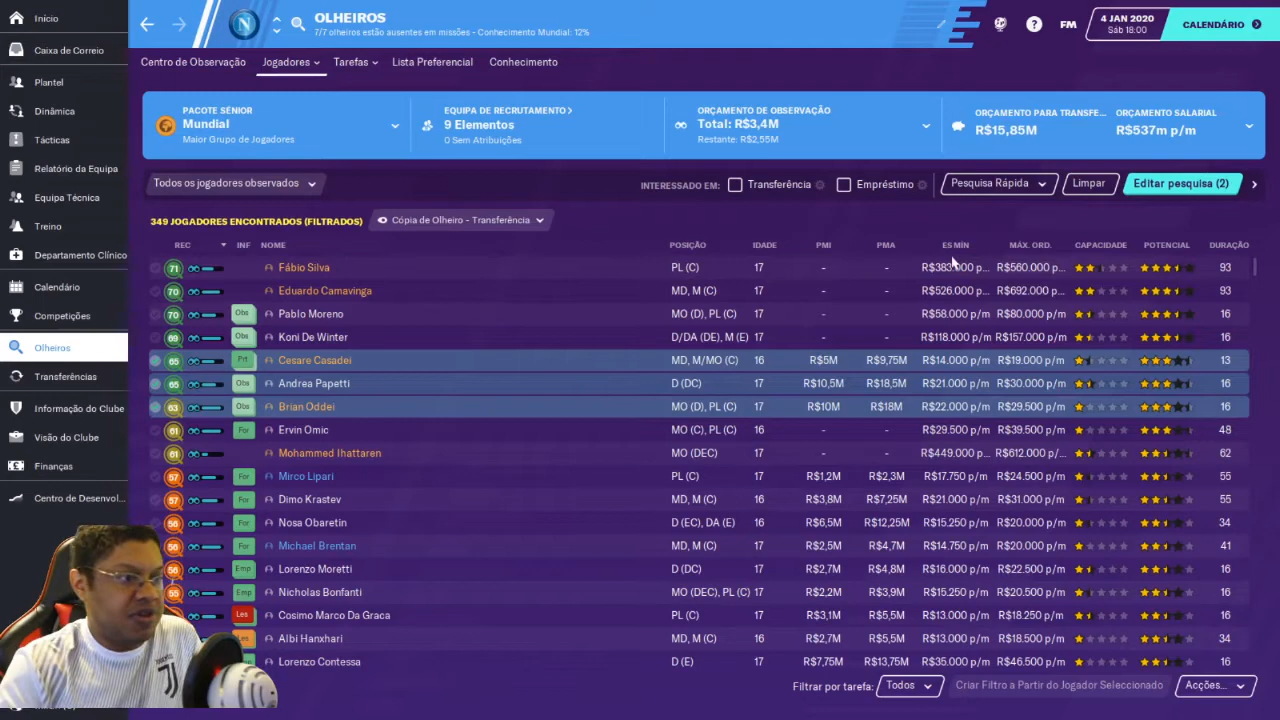 Início
Caixa de Correio
Plantel
Dinâmica
Tácticas
Relatório da Equipa
Equipa Técnica
Treino
Departamento Clínico
Calendário
Competições
Olheiros
Transferências
Informação do Clube
Visão do Clube
Finanças
Centro de Desenvol...
N
OLHEIROS
7/7 olheiros estão ausentes em missões - Conhecimento Mundial: 12%
?
FM
4 JAN 2020
Sáb 18:00
CALENDÁRIO
Centro de Observação Jogadores Tarefas Lista Preferencial Conhecimento
PACOTE SÉNIOR
Mundial
Maior Grupo de Jogadores
EQUIPA DE RECRUTAMENTO
9 Elementos
0 Sem Atribuições
ORÇAMENTO DE OBSERVAÇÃO
Total: R$3,4M
Restante: R$2,55M
ORÇAMENTO PARA TRANSFE...
R$15,85M
ORÇAMENTO SALARIAL
R$537m p/m
Todos os jogadores observados
INTERESSADO EM: Transferência Empréstimo Pesquisa Rápida Limpar Editar pesquisa (2)
349 JOGADORES ENCONTRADOS (FILTRADOS) Cópia de Olheiro - Transferência
REC INF NOME POSIÇÃO IDADE PMI PMA ES MÍN MÁX. ORD. CAPACIDADE POTENCIAL DURAÇÃO
71 Fábio Silva PL (C) 17 - - R$383.000 p... R$560.000 p... 93
70 Eduardo Camavinga MD, M (C) 17 - - R$526.000 p... R$692.000 p... 93
70 Obs Pablo Moreno MO (D), PL (C) 17 - - R$58.000 p/m R$80.000 p/m 16
69 Obs Koni De Winter D/DA (DE), M (E) 17 - - R$118.000 p/m R$157.000 p/m 16
65 Prt Cesare Casadei MD, M/MO (C) 16 R$5M R$9,75M R$14.000 p/m R$19.000 p/m 13
65 Obs Andrea Papetti D (DC) 17 R$10,5M R$18,5M R$21.000 p/m R$30.000 p/m 16
63 Obs Brian Oddei MO (D), PL (C) 17 R$10M R$18M R$22.000 p/m R$29.500 p/m 16
61 For Ervin Omic MO (C), PL (C) 16 - - R$29.500 p/m R$39.500 p/m 48
61 Mohammed Ihattaren MO (DEC) 17 - - R$449.000 p/m R$612.000 p/... 62
57 For Mirco Lipari PL (C) 17 R$1,2M R$2,3M R$17.750 p/m R$24.500 p/m 55
57 For Dimo Krastev MD, M (C) 16 R$3,8M R$7,25M R$21.000 p/m R$31.000 p/m 55
56 For Nosa Obaretin D (EC), DA (E) 16 R$6,5M R$12,25M R$15.250 p/m R$20.000 p/m 34
56 For Michael Brentan MD, M (C) 17 R$2,5M R$4,7M R$14.750 p/m R$20.000 p/m 41
56 Emp Lorenzo Moretti D (DC) 17 R$2,7M R$4,8M R$16.000 p/m R$22.500 p/m 16
55 Emp Nicholas Bonfanti MO (DEC), PL (C) 17 R$2,2M R$3,9M R$15.250 p/m R$20.500 p/m 16
Les Cosimo Marco Da Graca PL (C) 17 R$3,1M R$5,5M R$13.000 p/m R$18.250 p/m 16
Les Albi Hanxhari MD, M (C) 16 R$2,7M R$5,5M R$13.000 p/m R$18.500 p/m 34
Lorenzo Contessa D (E) 17 R$7,75M R$13,75M R$35.000 p/m R$46.500 p/m 16
Filtrar por tarefa: Todos Criar Filtro a Partir do Jogador Seleccionado Acções...